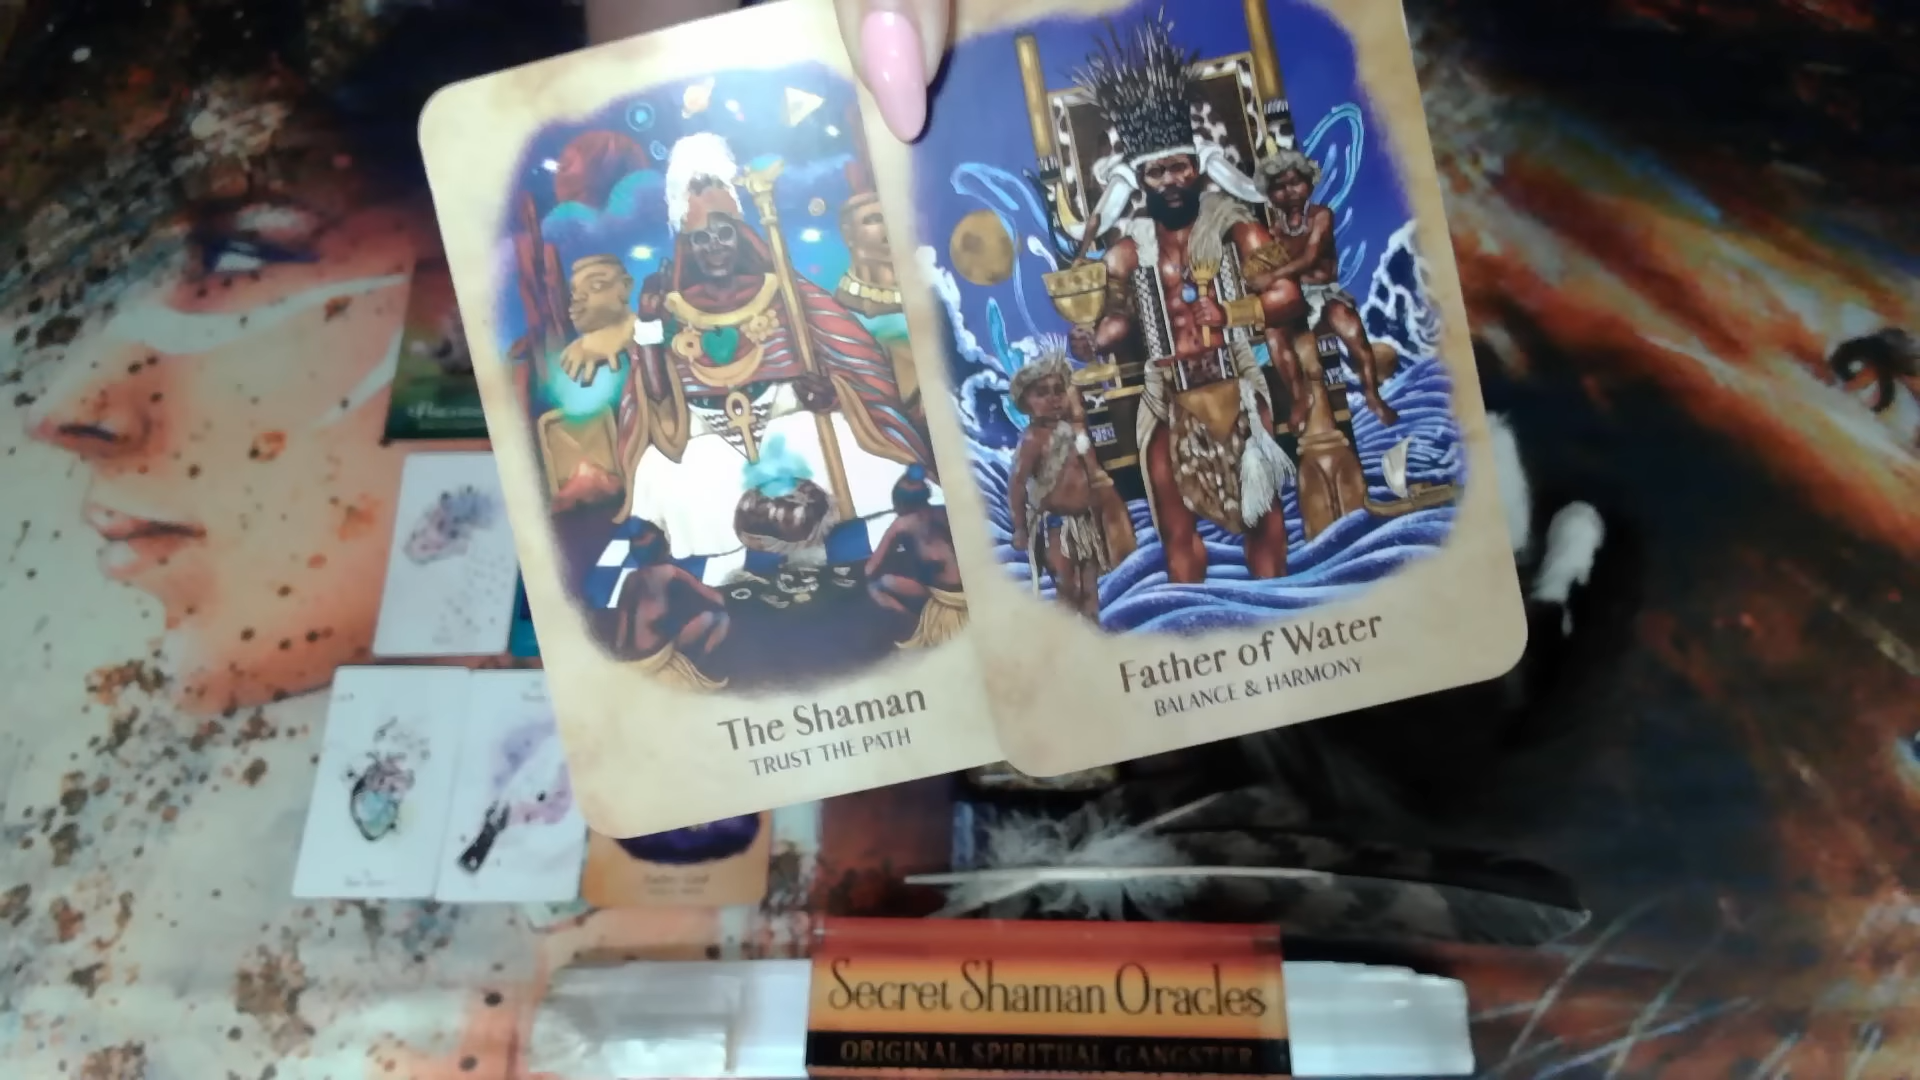 The Shaman
TRUST THE PATH
Father of Water
BALANCE & HARMONY
Secret Shaman Oracles
ORIGINAL SPIRITUAL GANGSTER